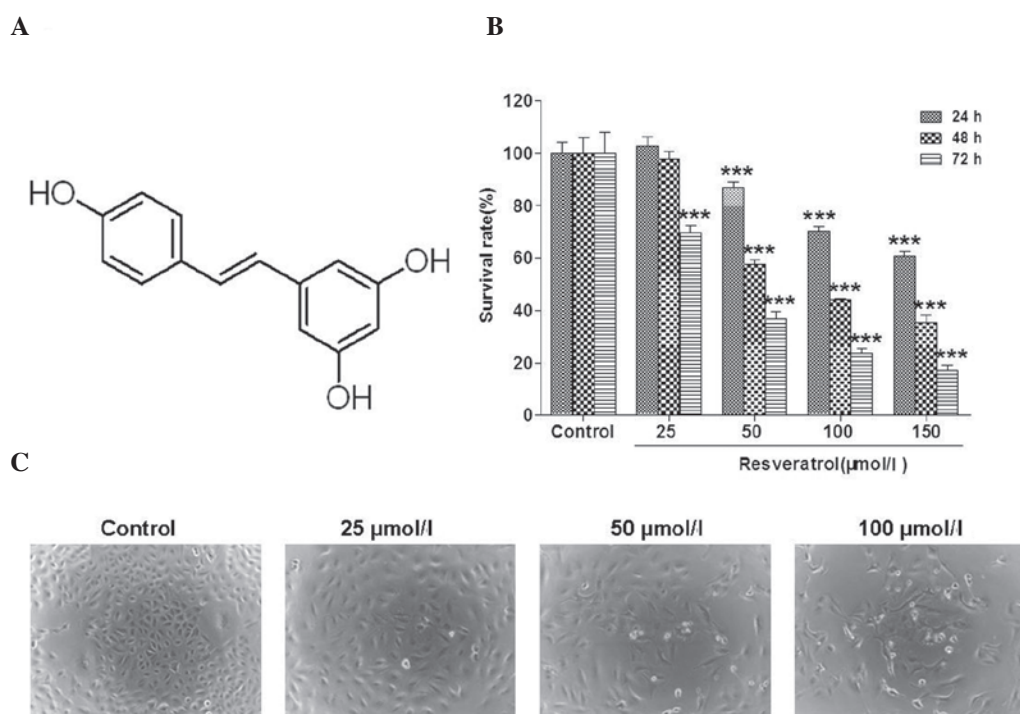 A
B
HO
OH
OH
Survival rate(%)
120
100
80
60
40
20
0
24 h
48 h
72 h
***
***
***
***
***
***
***
***
***
***
Control
25
50
100
150
Resveratrol(µmol/l )
C
Control
25 µmol/l
50 µmol/l
100 µmol/l